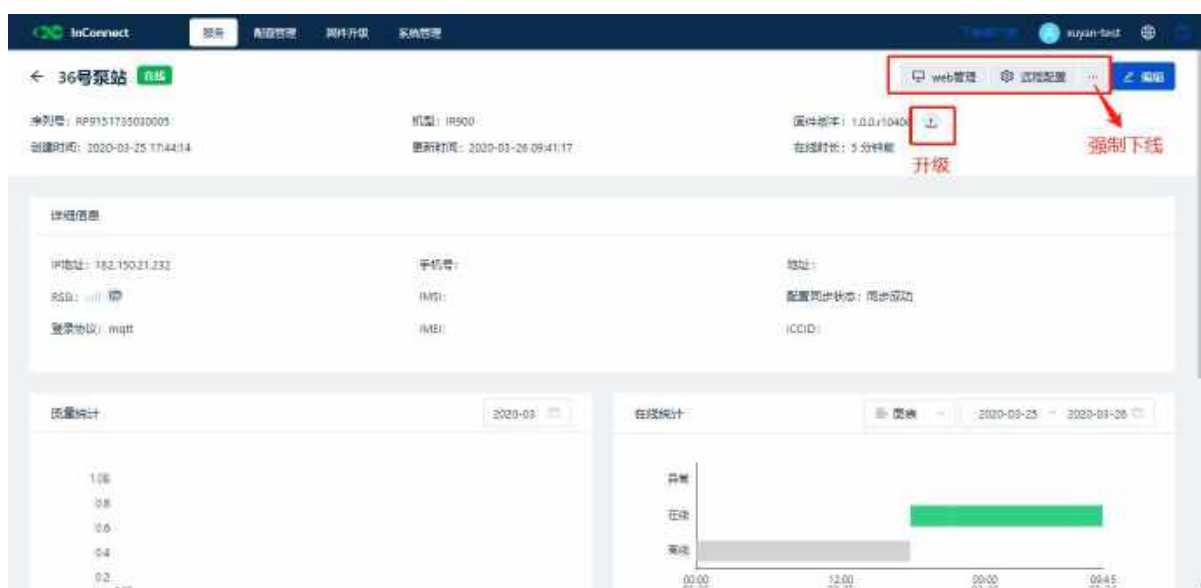 InConnect 服务 配置管理 固件升级 系统管理 xuyan-test
← 36号泵站 在线 web管理 远程配置 ... 编辑
序列号: RP9151735030005 机型: IR900 固件版本: 1.0.0.r10406
创建时间: 2020-03-25 17:44:14 更新时间: 2020-03-26 09:41:17 在线时长: 5 分钟前
强制下线
升级
详细信息
IP地址: 182.150.21.232 手机号: 地址:
RSSI: IMSI: 配置同步状态: 同步成功
登录协议: mqtt IMEI: ICCID:
流量统计 2020-03 在线统计 图表 2020-03-25 ~ 2020-03-26
1.00 异常
0.8
0.6 在线
0.4 离线
0.2 00:00 12:00 09:00 09:45